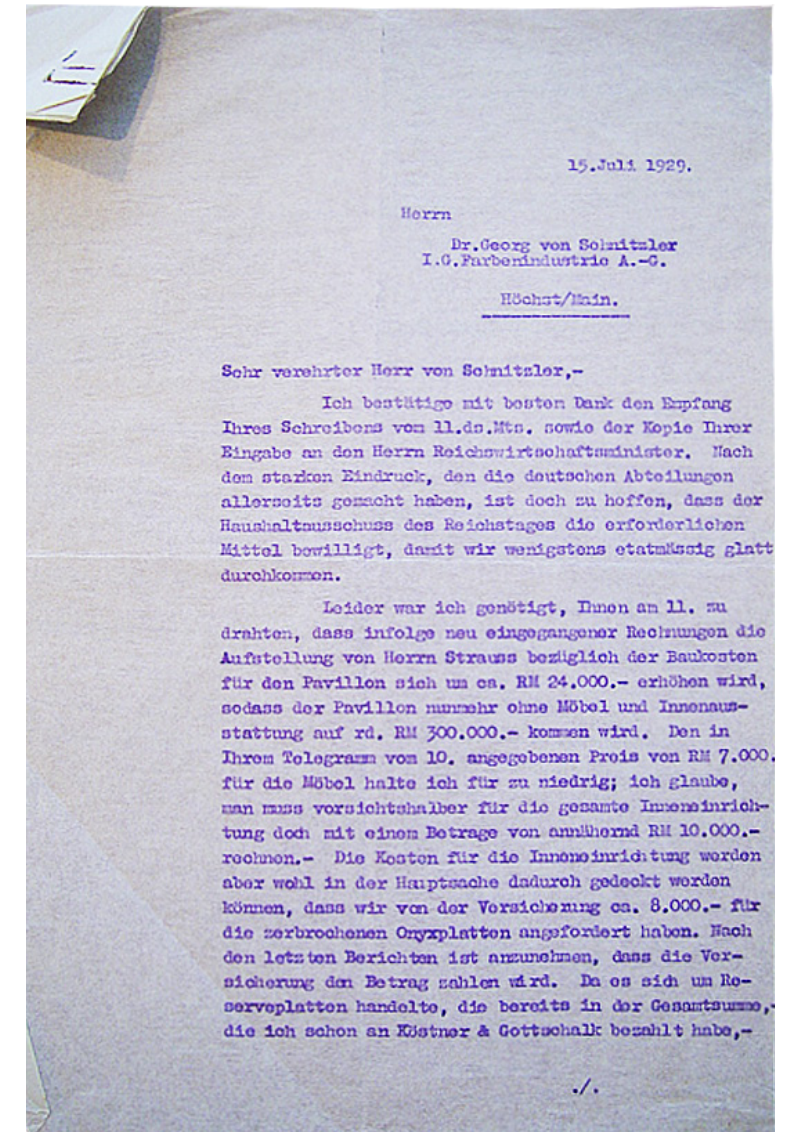 15.Juli 1929.
Herrn
Dr.Georg von Schnitzler
I.G.Farbenindustrie A.-G.
Höchst/Main.
Sehr verehrter Herr von Schnitzler,-
Ich bestätige mit besten Dank den Empfang
Ihres Schreibens vom 11.ds.Mts. sowie der Kopie Ihrer
Eingabe an den Herrn Reichswirtschaftsminister. Nach
dem starken Eindruck, den die deutschen Abteilungen
allerseits gemacht haben, ist doch zu hoffen, dass der
Haushaltausschuss des Reichstages die erforderlichen
Mittel bewilligt, damit wir wenigstens etatmässig glatt
durchkommen.
Leider war ich genötigt, Ihnen am 11. zu
drahten, dass infolge neu eingegangener Rechnungen die
Aufstellung von Herrn Strauss bezüglich der Baukosten
für den Pavillon sich um ca. RM 24.000.- erhöhen wird,
sodass der Pavillon nunmehr ohne Möbel und Innenaus-
stattung auf rd. RM 300.000.- kommen wird. Den in
Ihrem Telegramm vom 10. angegebenen Preis von RM 7.000.
für die Möbel halte ich für zu niedrig; ich glaube,
man muss vorsichtshalber für die gesamte Inneneinrich-
tung doch mit einem Betrage von annähernd RM 10.000.-
rechnen.- Die Kosten für die Inneneinrichtung werden
aber wohl in der Hauptsache dadurch gedeckt werden
können, dass wir von der Versicherung ca. 8.000.- für
die zerbrochenen Onyxplatten angefordert haben. Nach
den letzten Berichten ist anzunehmen, dass die Ver-
sicherung den Betrag zahlen wird. Da es sich um Re-
serveplatten handelte, die bereits in der Gesamtsumme,-
die ich schon an Köstner & Gottschalk bezahlt habe,-
./.